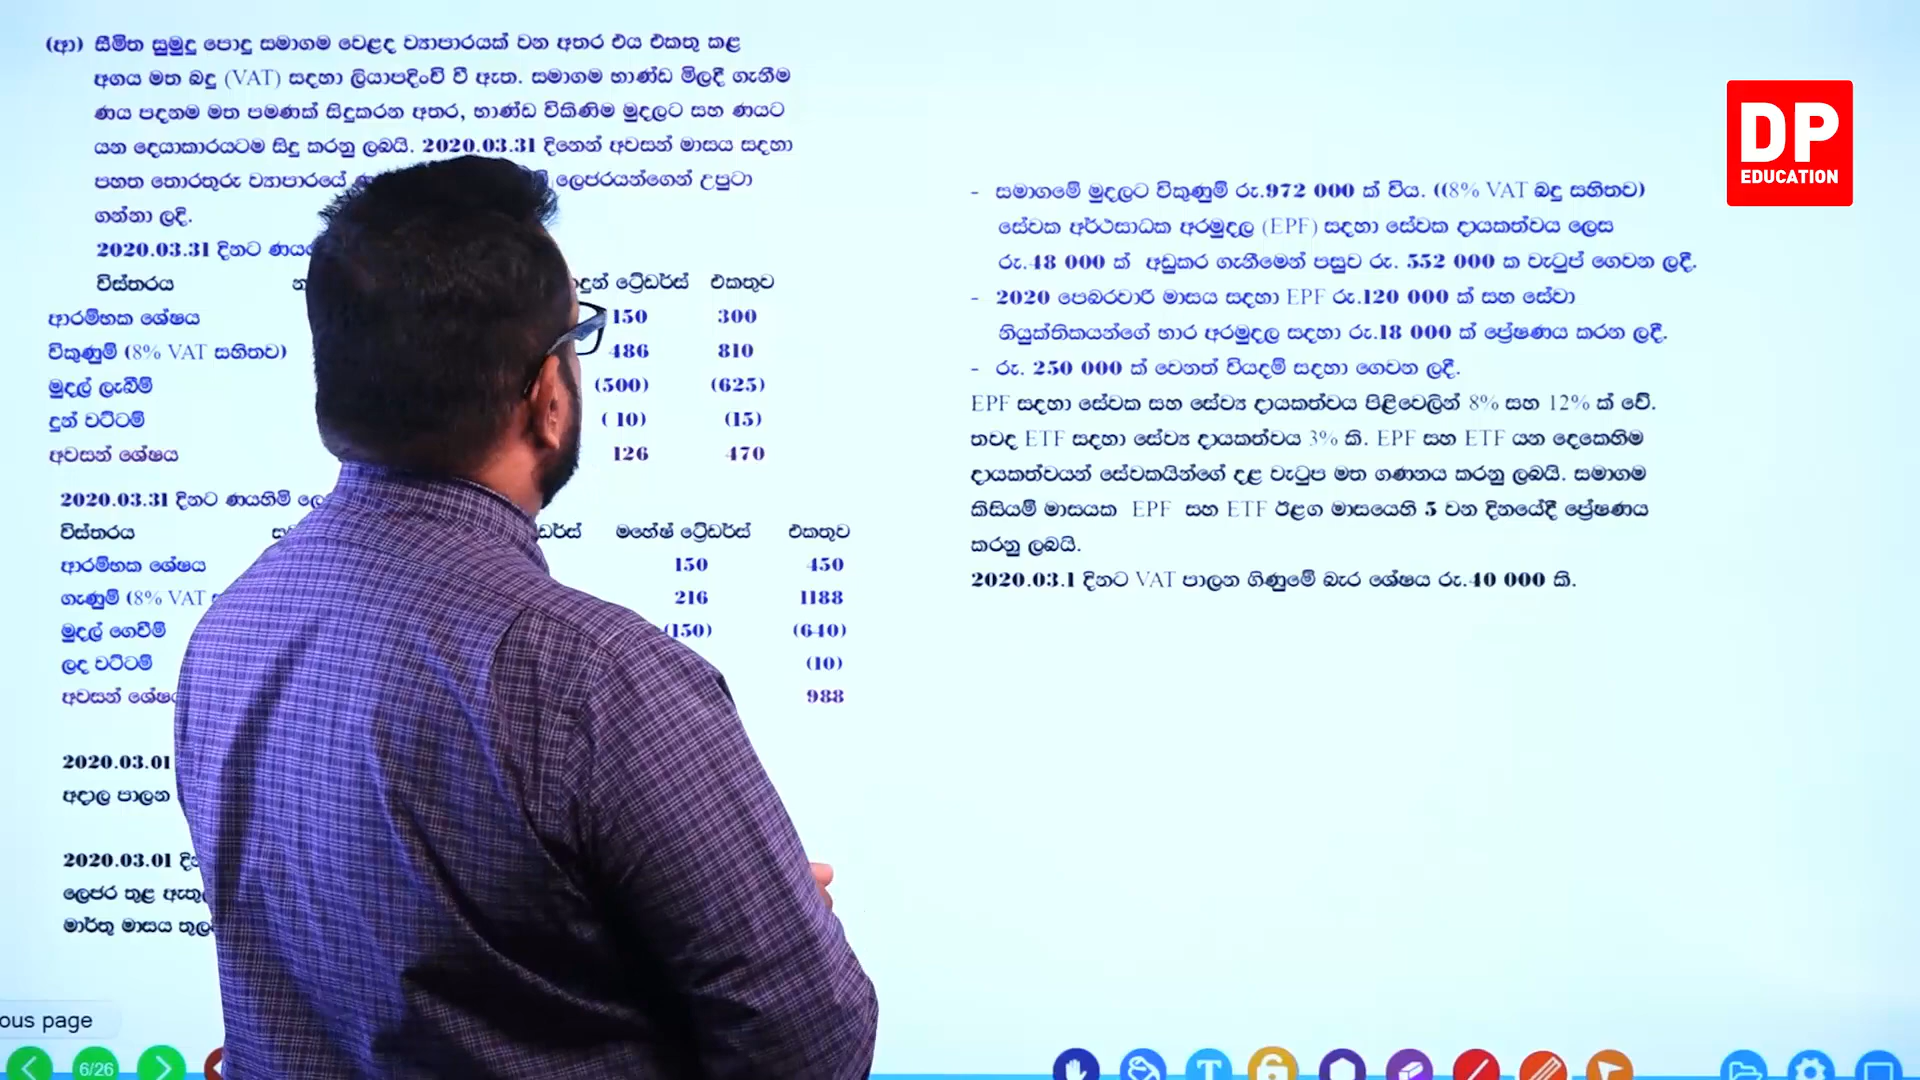 (ආ) සීමිත සුමුදු පොදු සමාගම වෙළඳ ව්‍යාපාරයක් වන අතර එය එකතු කළ
අගය මත බදු (VAT) සඳහා ලියාපදිංචි වී ඇත. සමාගම භාණ්ඩ මිලදී ගැනීම
ණය පදනම මත පමණක් සිදුකරන අතර, භාණ්ඩ විකිණිම මුදලට සහ ණයට
යන දෙයාකාරයටම සිදු කරනු ලබයි. 2020.03.31 දිනෙන් අවසන් මාසය සඳහා
පහත තොරතුරු ව්‍යාපාරයේ ලෙජරයන්ගෙන් උපුටා
ගන්නා ලදි.
2020.03.31 දිනට
විස්තරය ට්‍රේඩර්ස් එකතුව
ආරම්භක ශේෂය 150 300
විකුණුම් (8% VAT සහිතව) 486 810
මුදල් ලැබීම් (500) (625)
දුන් වට්ටම් ( 10) (15)
අවසන් ශේෂය 126 470
2020.03.31 දිනට ණයහිමි
විස්තරය මහේෂ් ට්‍රේඩර්ස් එකතුව
ආරම්භක ශේෂය 150 450
ගැණුම් (8% VAT 216 1188
මුදල් ගෙවීම් (150) (640)
ලද වට්ටම් (10)
අවසන් 988
2020.03.01
අදාල පාලන
2020.03.01
ලෙජර තුළ
මාර්තු මාසය
- සමාගමේ මුදලට විකුණුම් රු.972 000 ක් විය. ((8% VAT බදු සහිතව)
සේවක අර්ථසාධක අරමුදල (EPF) සඳහා සේවක දායකත්වය ලෙස
රු.48 000 ක් අඩුකර ගැනීමෙන් පසුව රු. 552 000 ක වැටුප් ගෙවන ලදී.
- 2020 පෙබරවාරි මාසය සඳහා EPF රු.120 000 ක් සහ සේවා
නියුක්තිකයන්ගේ භාර අරමුදල සඳහා රු.18 000 ක් ප්‍රේෂණය කරන ලදී.
- රු. 250 000 ක් වෙනත් වියදම් සඳහා ගෙවන ලදී.
EPF සඳහා සේවක සහ සේව්‍ය දායකත්වය පිළිවෙලින් 8% සහ 12% ක් වේ.
තවද ETF සඳහා සේව්‍ය දායකත්වය 3% කි. EPF සහ ETF යන දෙකෙහිම
දායකත්වයන් සේවකයින්ගේ දළ වැටුප මත ගණනය කරනු ලබයි. සමාගම
කිසියම් මාසයක EPF සහ ETF ඊළග මාසයෙහි 5 වන දිනයේදී ප්‍රේෂණය
කරනු ලබයි.
2020.03.1 දිනට VAT පාලන ගිණුමේ බැර ශේෂය රු.40 000 කි.
DP
EDUCATION
ous page
6/26